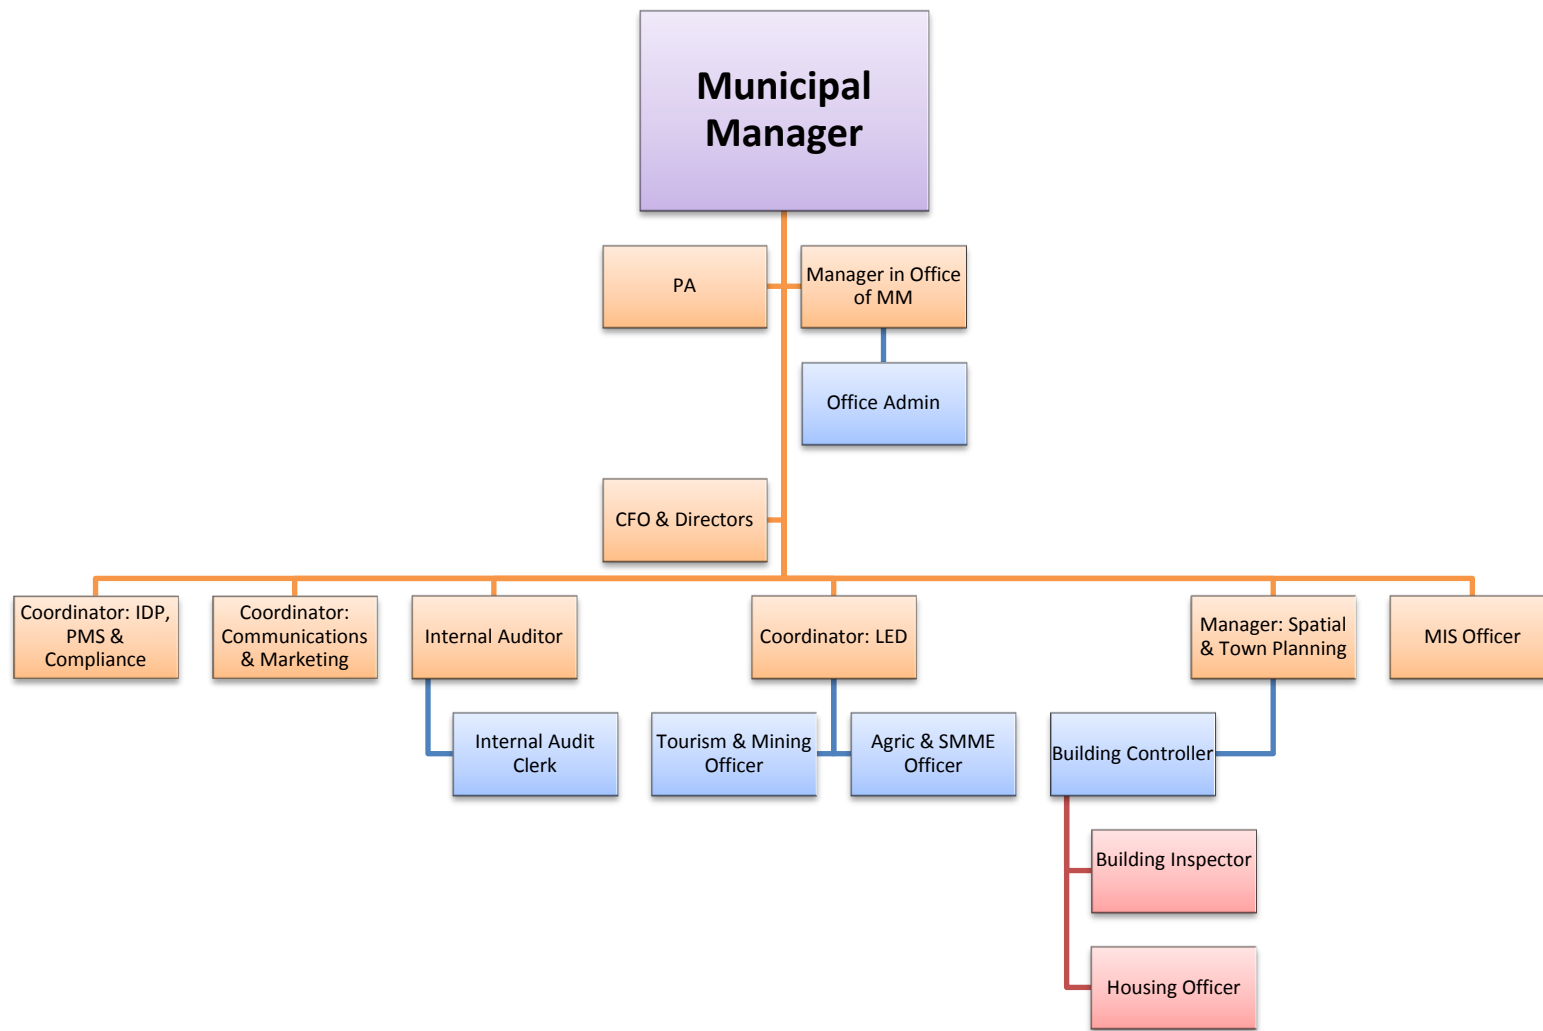 Municipal
Manager
PA
Manager in Office
of MM
Office Admin
CFO & Directors
Coordinator: IDP,
PMS &
Compliance
Coordinator:
Communications
& Marketing
Internal Auditor
Coordinator: LED
Manager: Spatial
& Town Planning
MIS Officer
Internal Audit
Clerk
Tourism & Mining
Officer
Agric & SMME
Officer
Building Controller
Building Inspector
Housing Officer